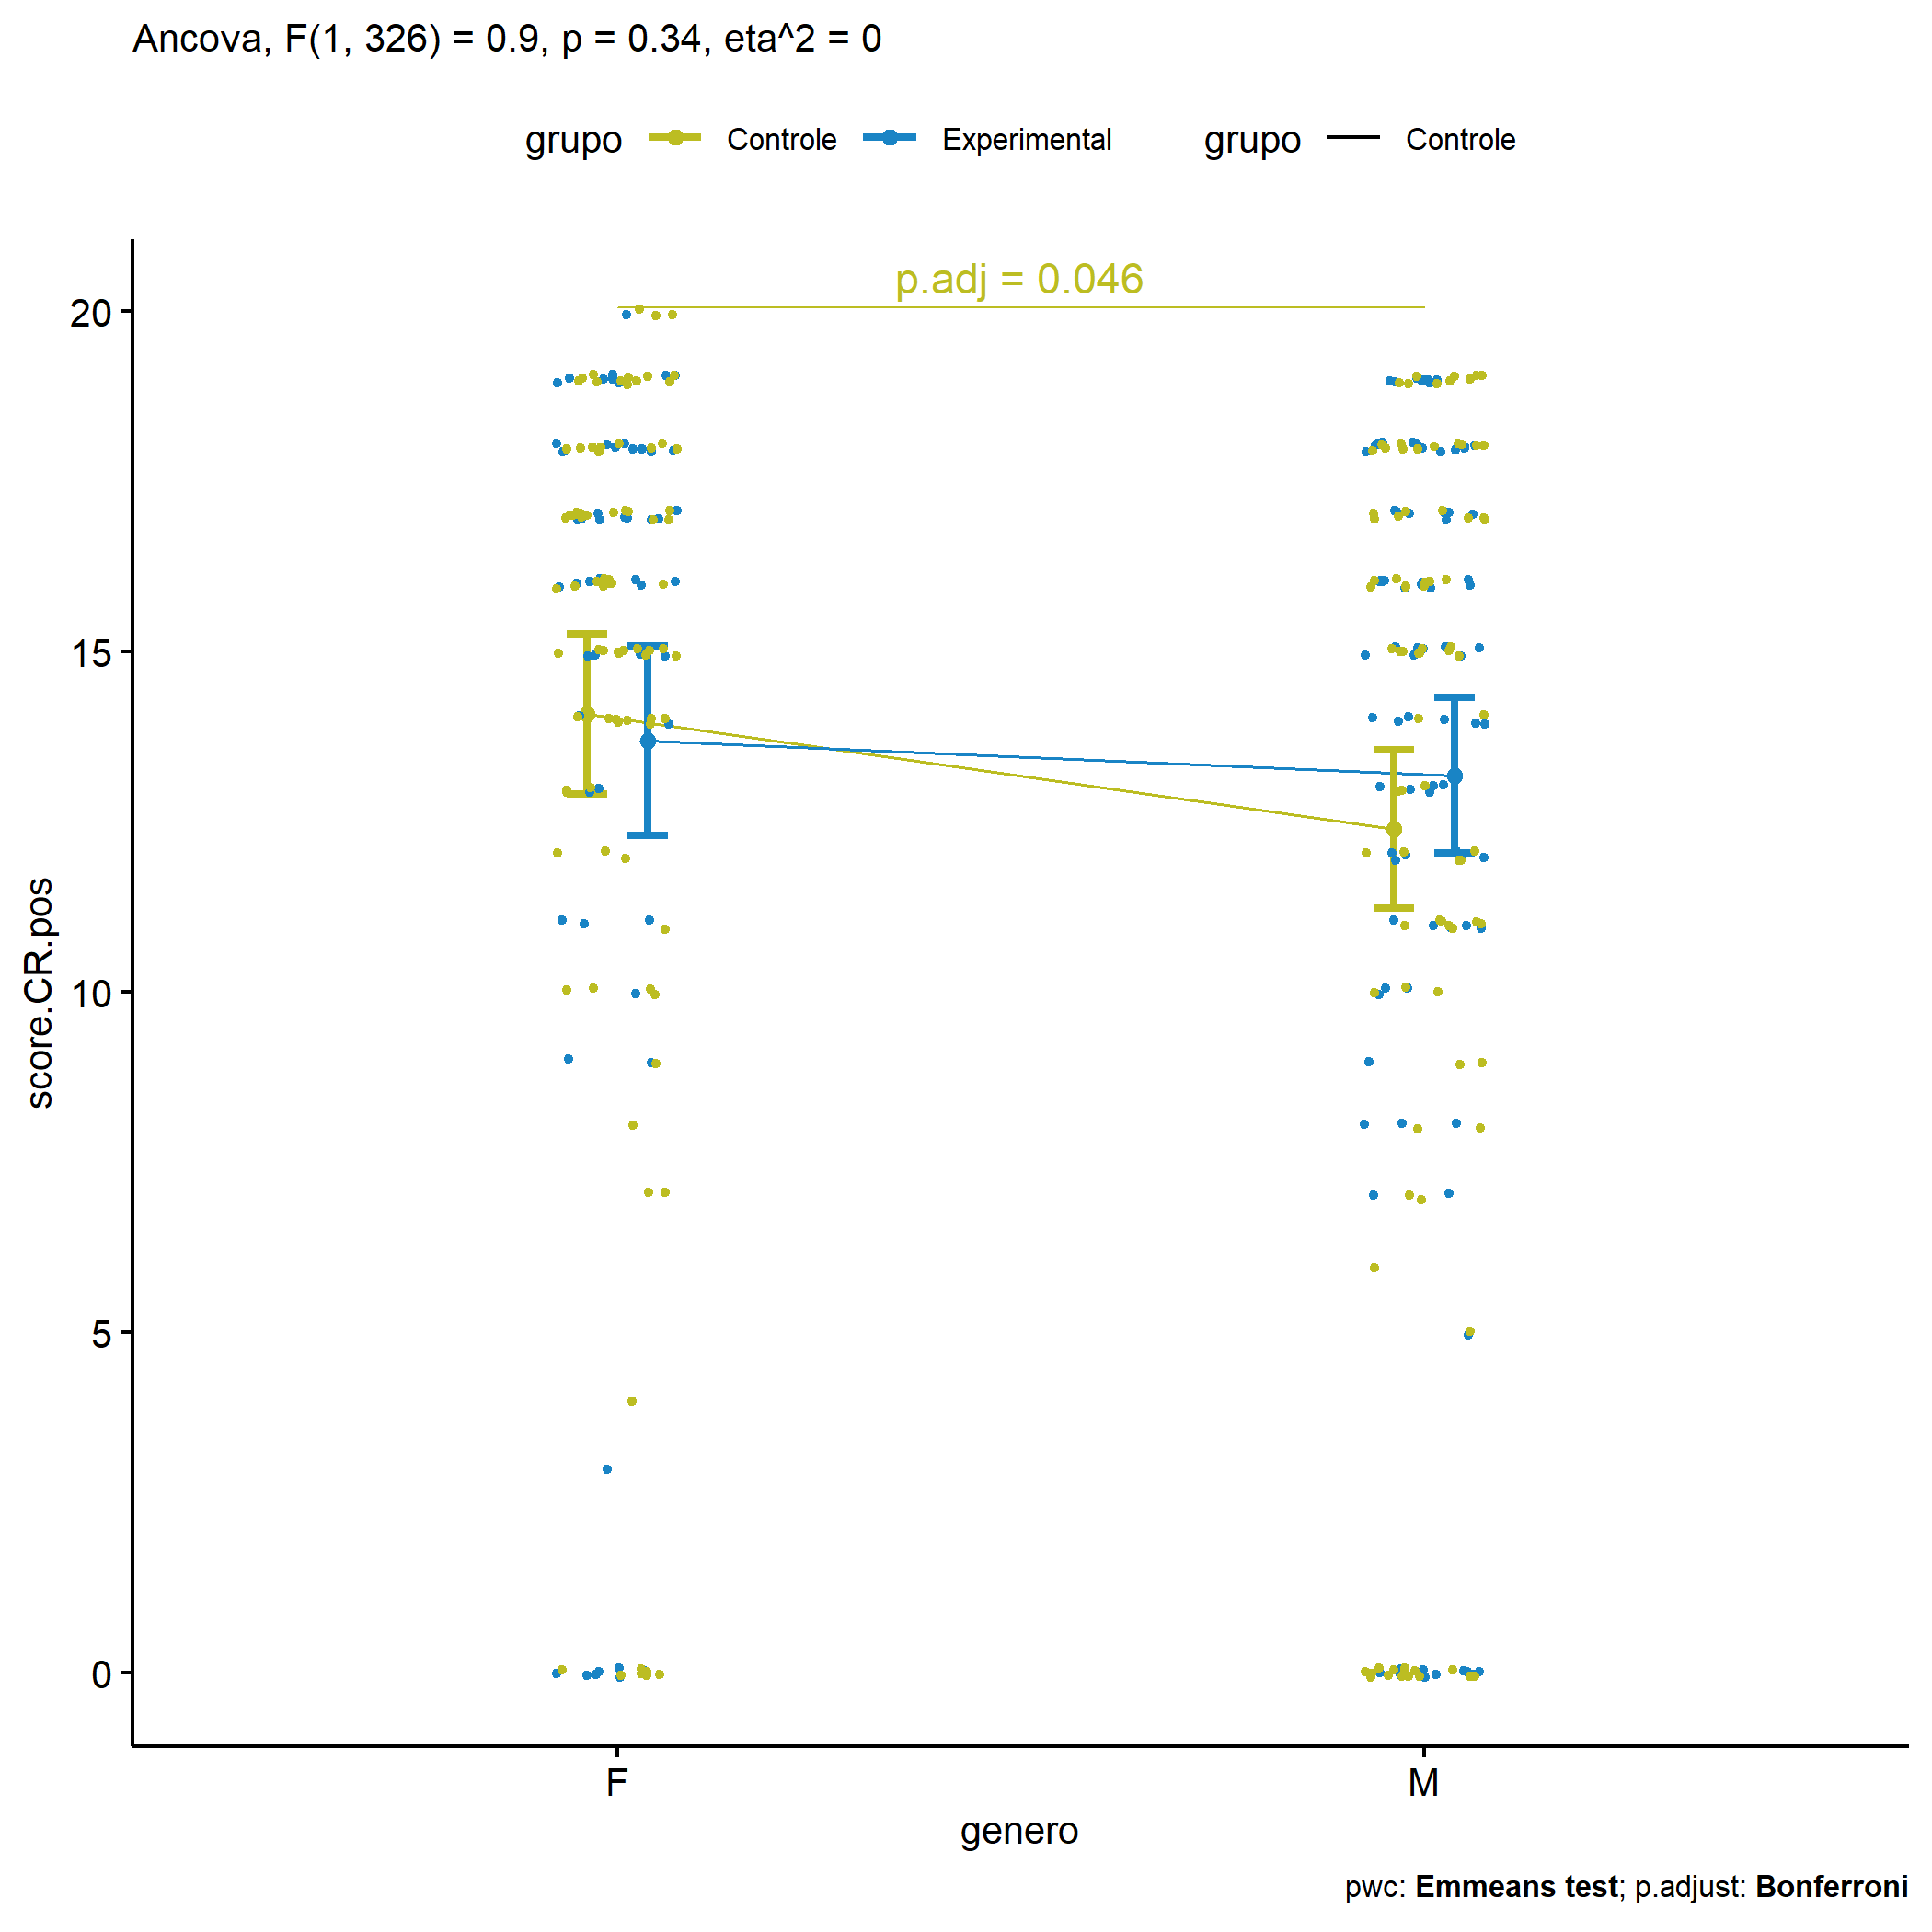 Ancova, F(1, 326) = 0.9, p = 0.34, eta^2 = 0
grupo Controle Experimental grupo Controle
p.adj = 0.046
20
15
10
5
0
score.CR.pos
F M
genero
pwc: Emmeans test; p.adjust: Bonferroni